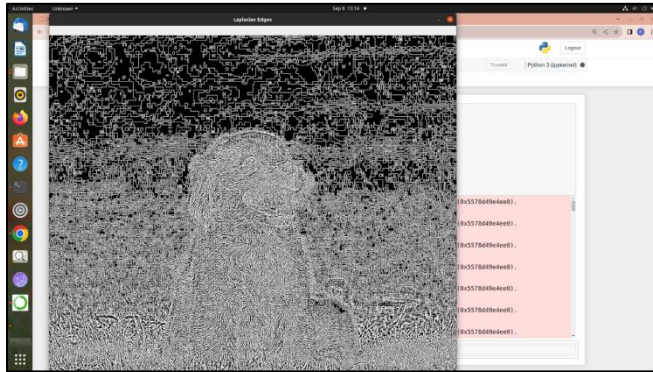 Activities
Unknown
Sep 8 13:16
Laplacian Edges
Logout
Trusted
Python 3 (ipykernel)
(0x5578d49e4ee0).
(0x5578d49e4ee0).
(0x5578d49e4ee0).
(0x5578d49e4ee0).
(0x5578d49e4ee0).
(0x5578d49e4ee0).
(0x5578d49e4ee0).